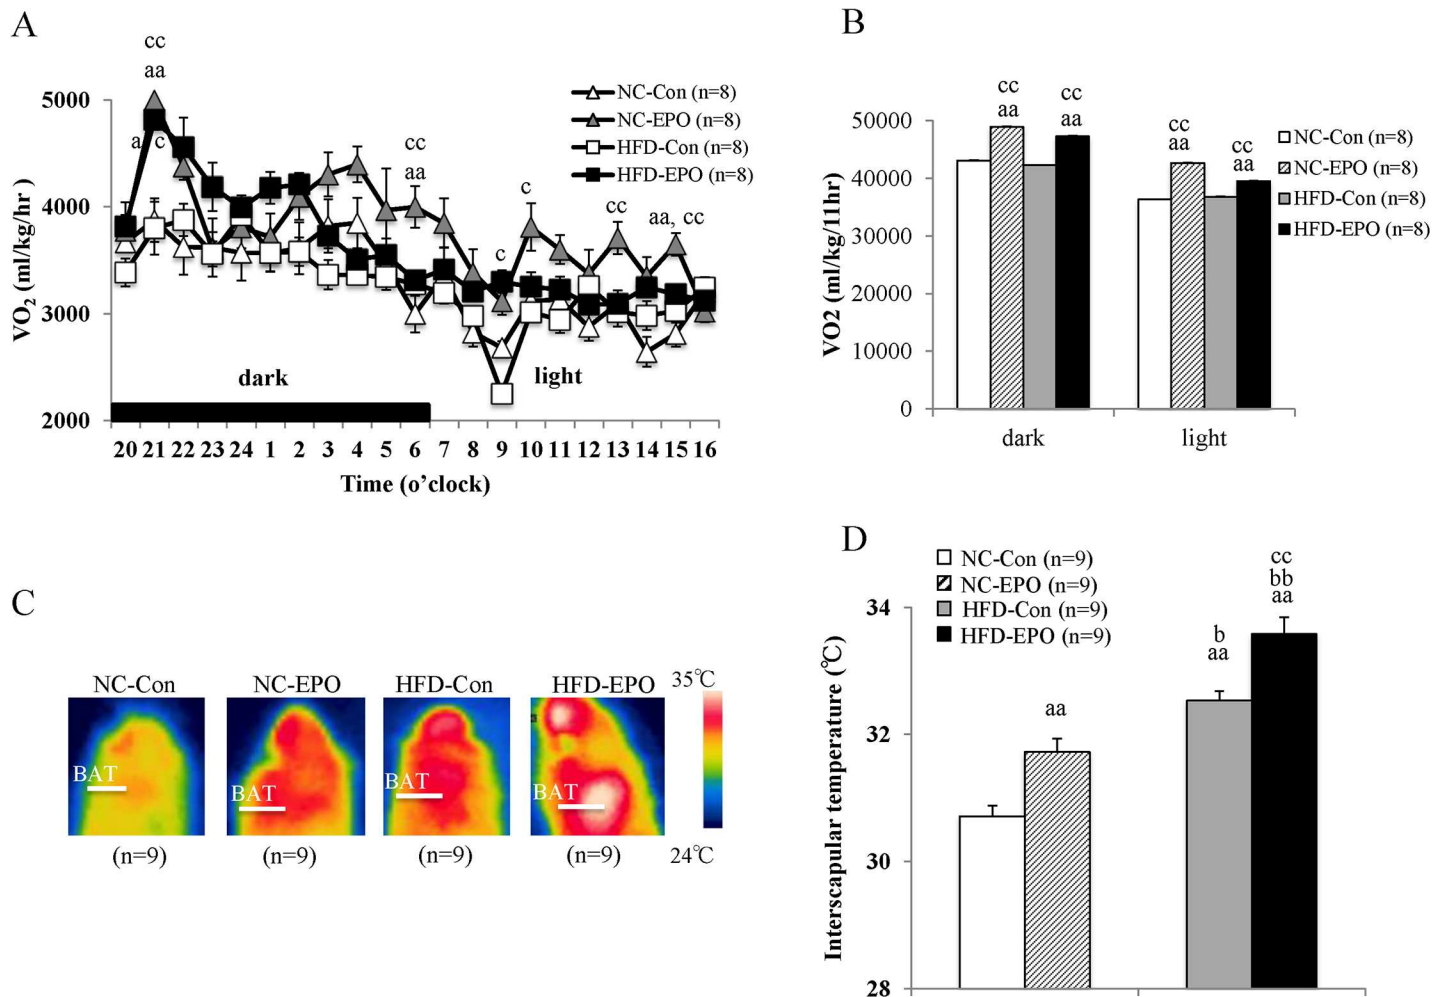 A
cc
aa
a c
cc
aa
c
c
cc
aa, cc
NC-Con (n=8)
NC-EPO (n=8)
HFD-Con (n=8)
HFD-EPO (n=8)
VO2 (ml/kg/hr )
5000
4000
3000
2000
dark
light
20 21 22 23 24 1 2 3 4 5 6 7 8 9 10 11 12 13 14 15 16
Time (o’clock)
B
cc
aa
cc
aa
cc
aa
cc
aa
NC-Con (n=8)
NC-EPO (n=8)
HFD-Con (n=8)
HFD-EPO (n=8)
VO2 (ml/kg/11hr)
50000
40000
30000
20000
10000
0
dark light
C
NC-Con NC-EPO HFD-Con HFD-EPO
35℃
BAT
BAT
BAT
BAT
24℃
(n=9) (n=9) (n=9) (n=9)
D
NC-Con (n=9)
NC-EPO (n=9)
HFD-Con (n=9)
HFD-EPO (n=9)
cc
bb
aa
b
aa
aa
Interscapular temperature (℃)
34
32
30
28